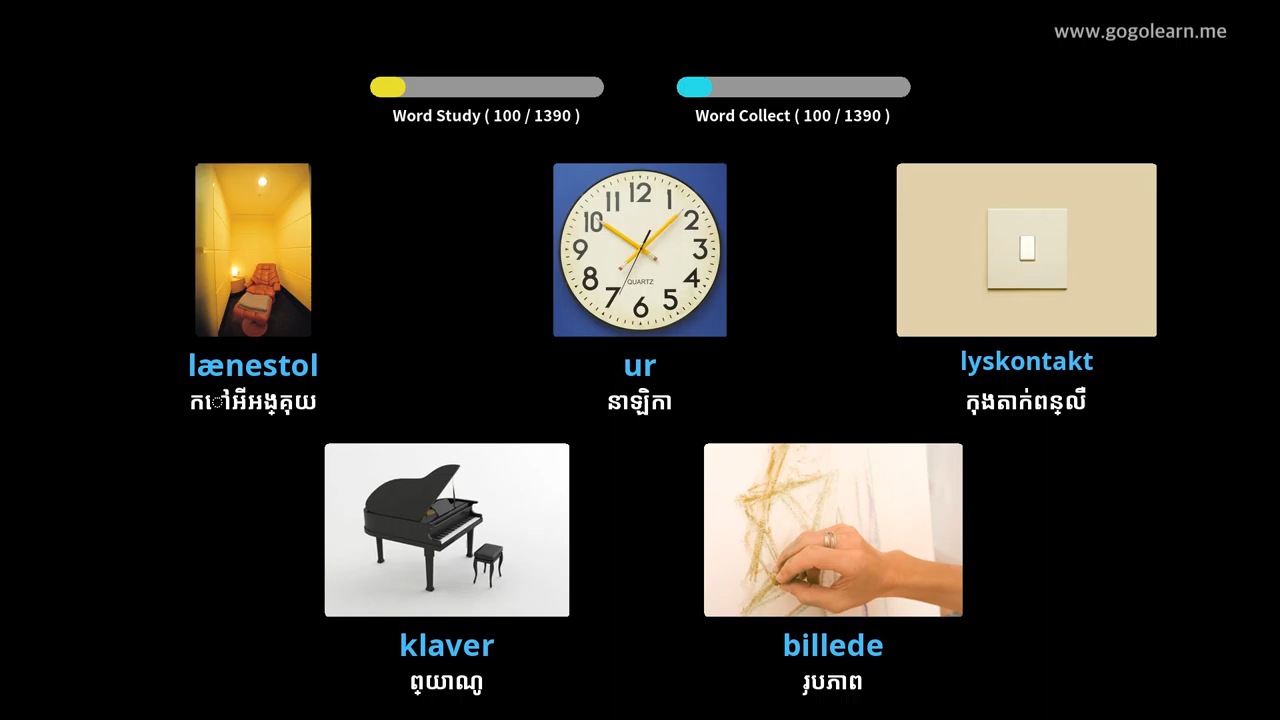 www.gogolearn.me
Word Study ( 100 / 1390 )
Word Collect ( 100 / 1390 )
lænestol
ur
lyskontakt
កៅអីអង្គុយ
នាឡិកា
កុងតាក់ពន្លឺ
klaver
billede
ព្យាណូ
រូបភាព